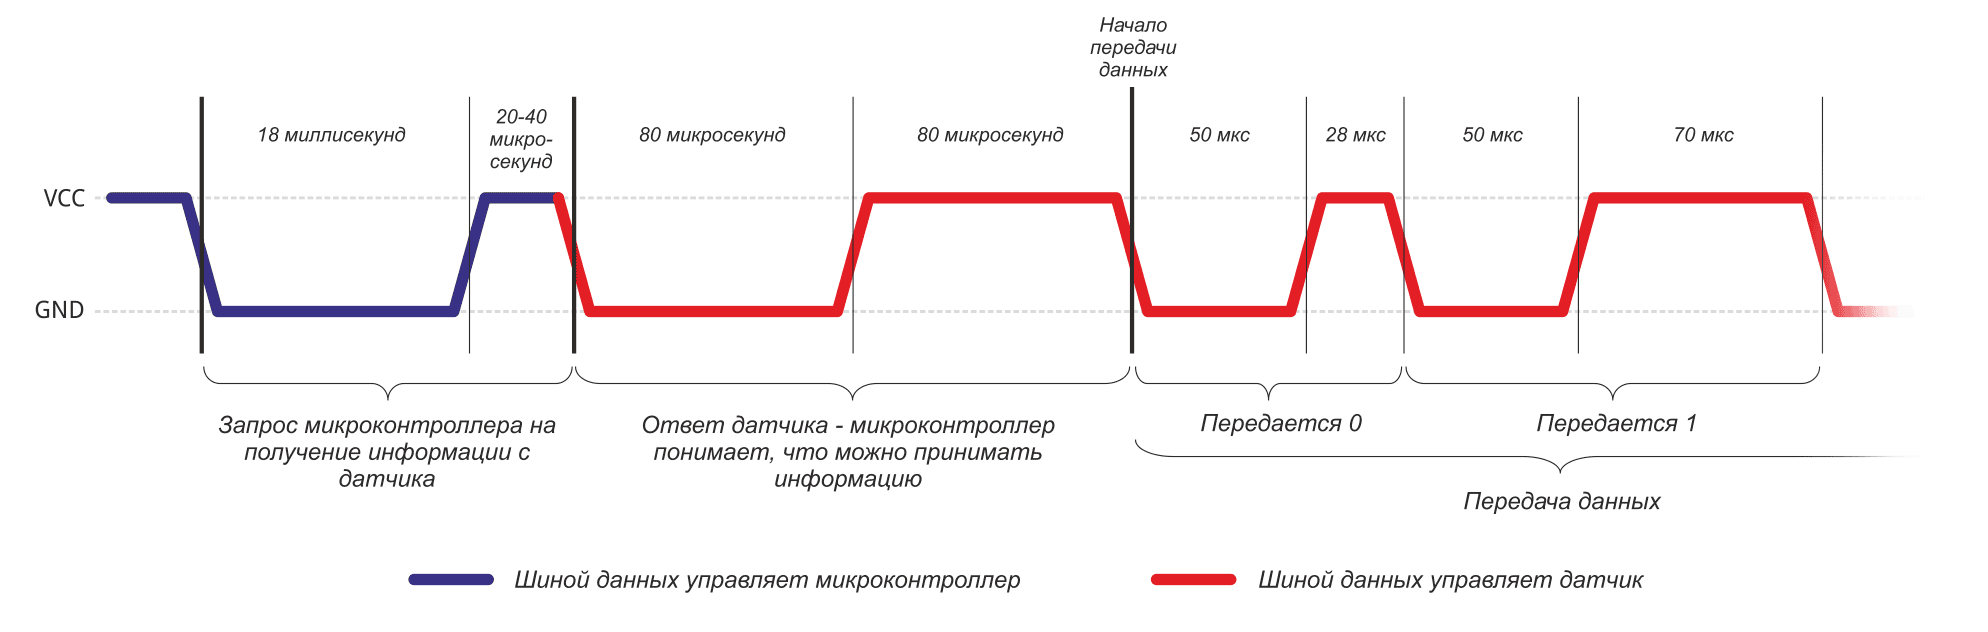 Начало
передачи
данных
18 миллисекунд
20-40
микро-
секунд
80 микросекунд
80 микросекунд
50 мкс
28 мкс
50 мкс
70 мкс
VCC
GND
Запрос микроконтроллера на
получение информации с
датчика
Ответ датчика - микроконтроллер
понимает, что можно принимать
информацию
Передается 0
Передается 1
Передача данных
Шиной данных управляет микроконтроллер
Шиной данных управляет датчик